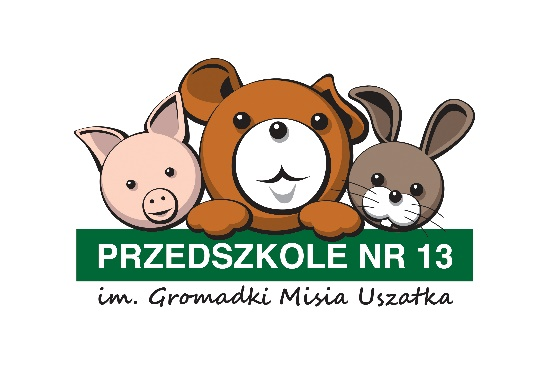 PRZEDSZKOLE NR 13
im. Gromadki Misia Uszatka